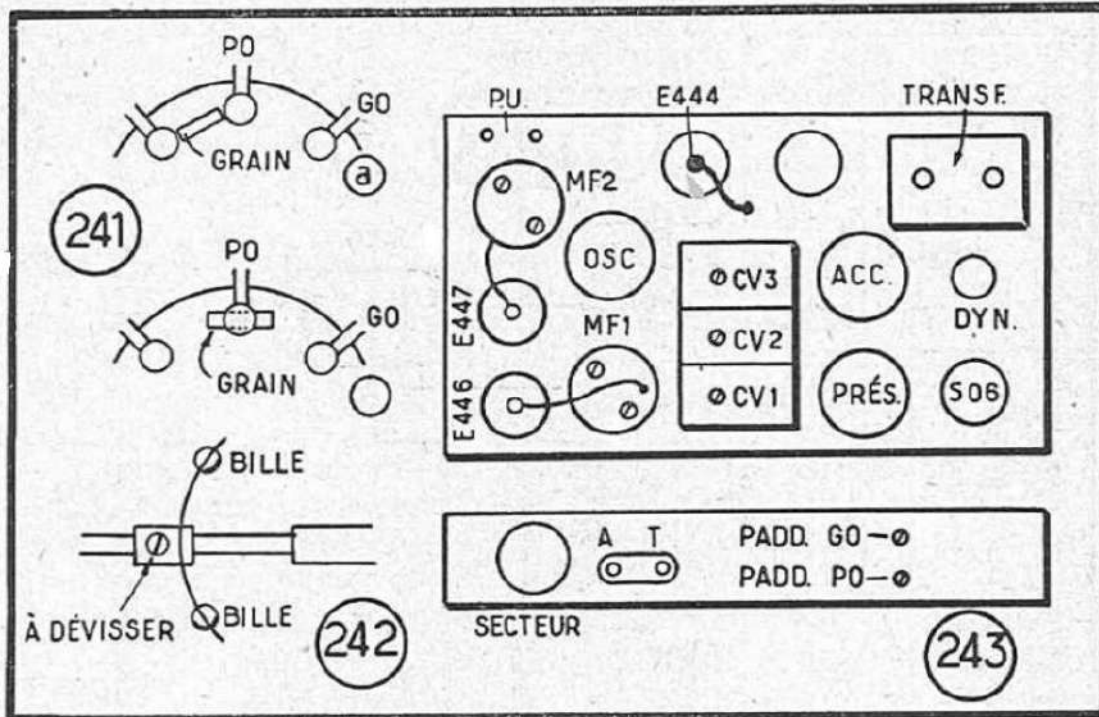 PO
GO
GRAIN
a
241
PO
GO
GRAIN
BILLE
À DÉVISSER
BILLE
242
P.U.
E444
TRANSF.
MF2
OSC
CV3
ACC.
E447
DYN.
MF1
CV2
E446
CV1
PRÉS.
506
A T
PADD. GO
PADD. PO
SECTEUR
243